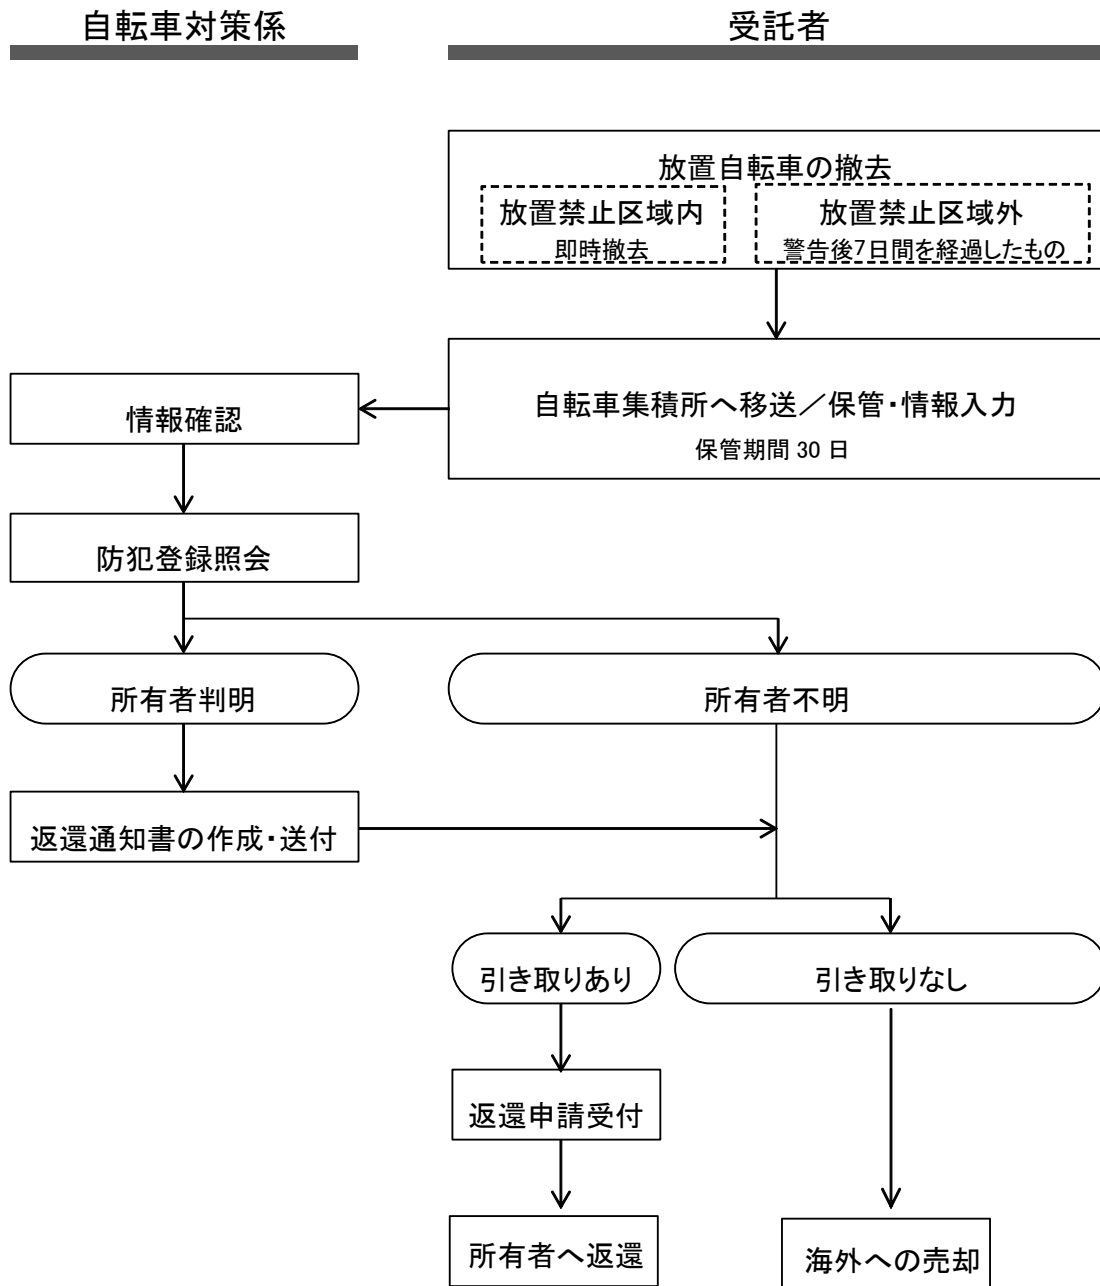 自転車対策係
受託者
放置自転車の撤去
放置禁止区域内
即時撤去
放置禁止区域外
警告後7日間を経過したもの
自転車集積所へ移送／保管・情報入力
保管期間 30 日
情報確認
防犯登録照会
所有者判明
所有者不明
返還通知書の作成・送付
引き取りあり
引き取りなし
返還申請受付
所有者へ返還
海外への売却